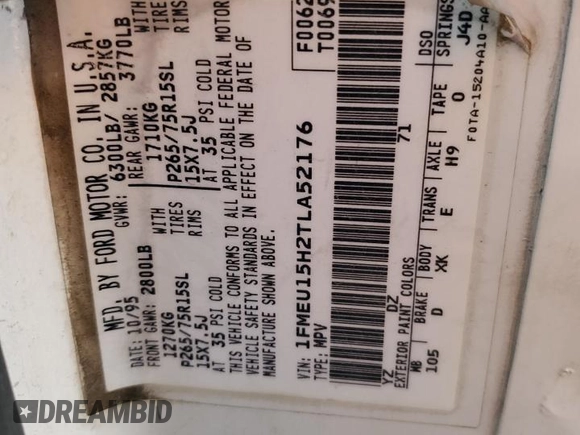 MFD. BY FORD MOTOR CO. IN U.S.A.
DATE: 10/95 GVWR: 6300LB/ 2857KG
FRONT GAWR: 2800LB REAR GAWR: 3770LB
1270KG WITH 1710KG WITH
P265/75R15SL TIRES P265/75R15SL TIRE
15X7.5J RIMS 15X7.5J RIMS
AT 35 PSI COLD AT 35 PSI COLD
THIS VEHICLE CONFORMS TO ALL APPLICABLE FEDERAL MOTOR
VEHICLE SAFETY STANDARDS IN EFFECT ON THE DATE OF
MANUFACTURE SHOWN ABOVE.
VIN: 1FMEU15H2TLA52176 F0062
TYPE: MPV T0069
YZ DZ 71
EXTERIOR PAINT COLORS DSO
WB BRAKE BODY TRANS AXLE TAPE SPRINGS
105 D XK E H9 0 J4D
F0TA-15204A10-AA
DREAMBID